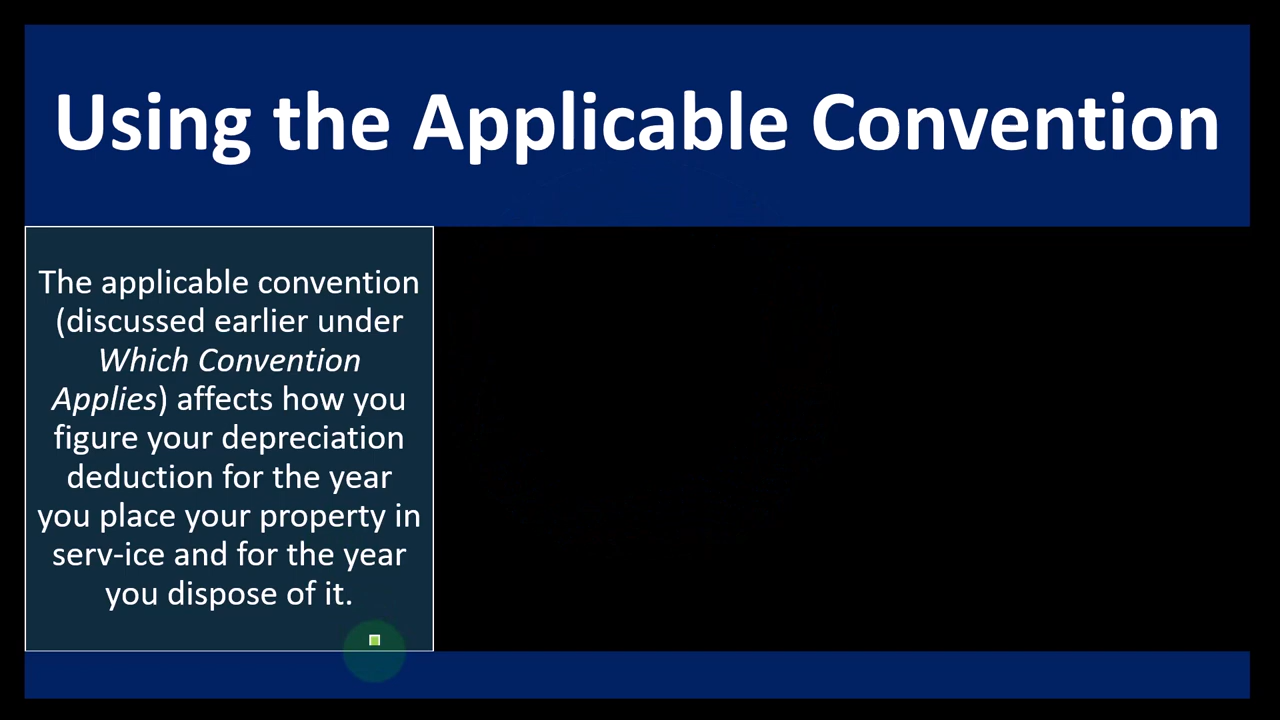 Using the Applicable Convention
The applicable convention
(discussed earlier under
Which Convention
Applies) affects how you
figure your depreciation
deduction for the year
you place your property in
serv-ice and for the year
you dispose of it.